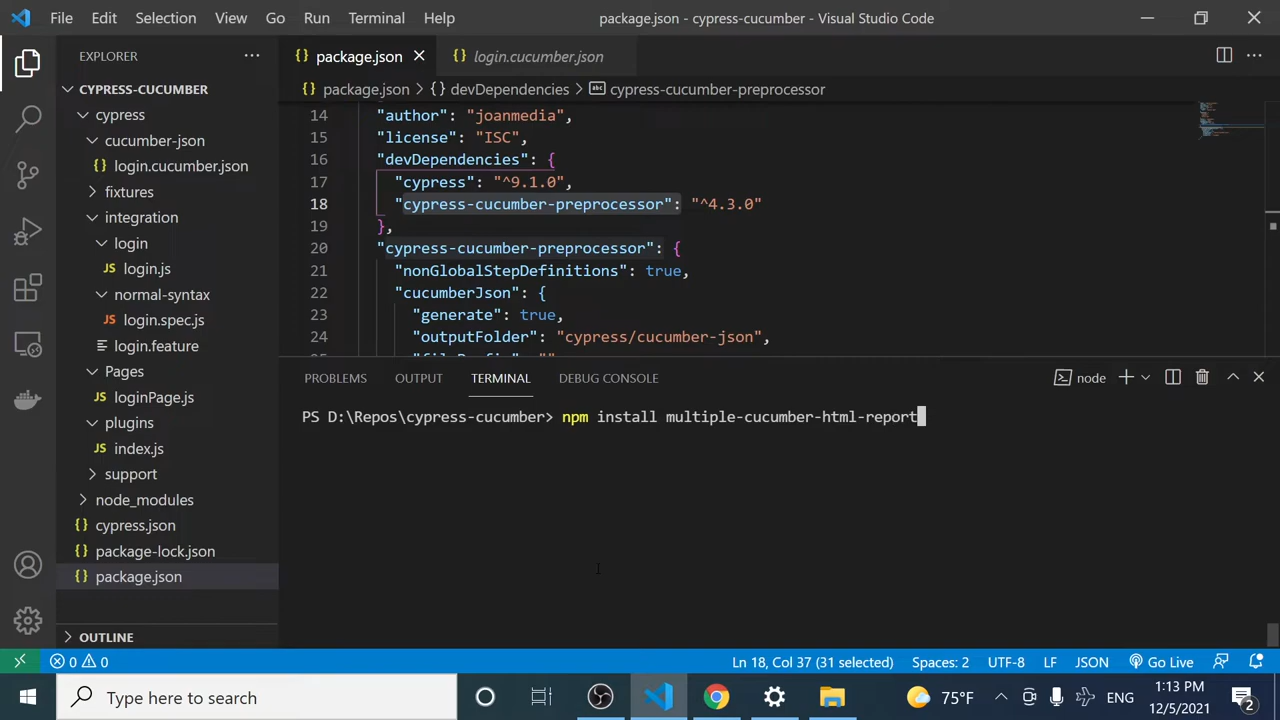 File Edit Selection View Go Run Terminal Help package.json - cypress-cucumber - Visual Studio Code
EXPLORER
CYPRESS-CUCUMBER
cypress
cucumber-json
{} login.cucumber.json
fixtures
integration
login
JS login.js
normal-syntax
JS login.spec.js
login.feature
Pages
JS loginPage.js
plugins
JS index.js
support
node_modules
{} cypress.json
{} package-lock.json
{} package.json
OUTLINE
{} package.json {} login.cucumber.json
{} package.json > {} devDependencies > abc cypress-cucumber-preprocessor
14 "author": "joanmedia",
15 "license": "ISC",
16 "devDependencies": {
17 "cypress": "^9.1.0",
18 "cypress-cucumber-preprocessor": "^4.3.0"
19 },
20 "cypress-cucumber-preprocessor": {
21 "nonGlobalStepDefinitions": true,
22 "cucumberJson": {
23 "generate": true,
24 "outputFolder": "cypress/cucumber-json",
PROBLEMS OUTPUT TERMINAL DEBUG CONSOLE node
PS D:\Repos\cypress-cucumber> npm install multiple-cucumber-html-report
0 0 Ln 18, Col 37 (31 selected) Spaces: 2 UTF-8 LF JSON Go Live
Type here to search 75°F ENG 1:13 PM
12/5/2021 2